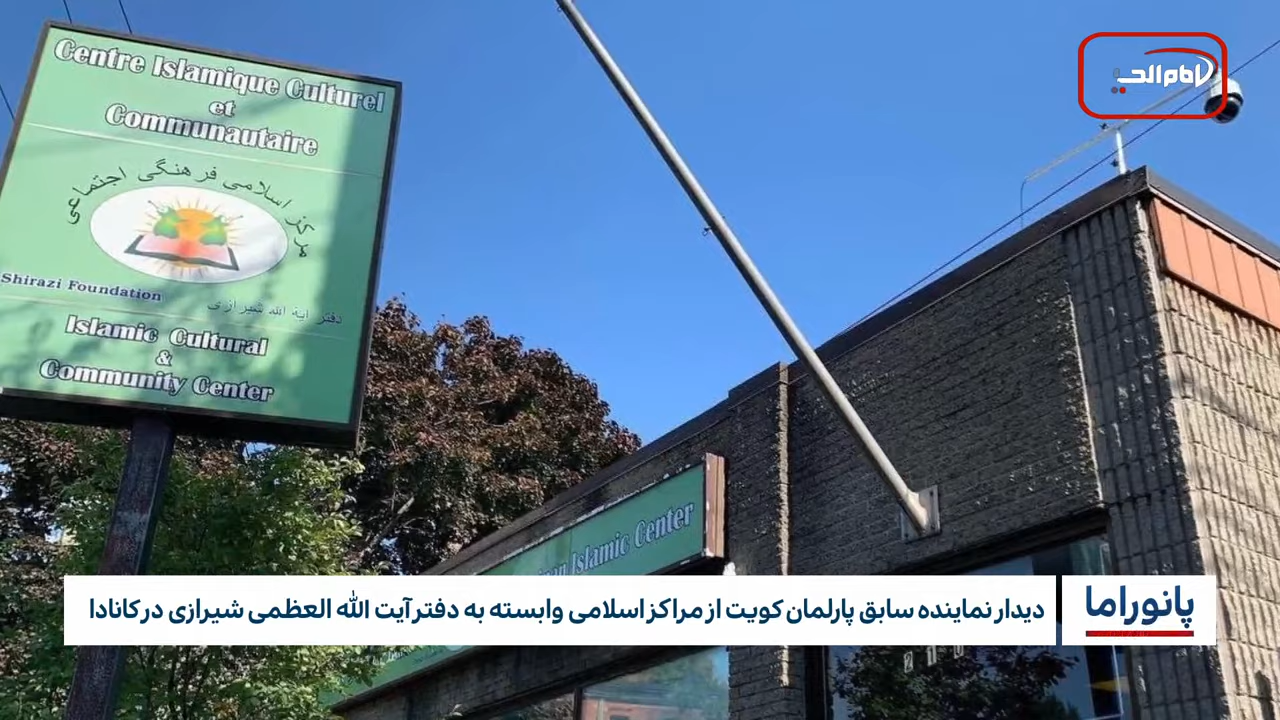 Centre Islamique Culturel
et
Communautaire
مرکز اسلامی فرهنگی اجتماعی
Shirazi Foundation
دفتر آیة الله شیرازی
Islamic Cultural
&
Community Center
Islamic Center
پانوراما
دیدار نماینده سابق پارلمان کویت از مراکز اسلامی وابسته به دفتر آیت الله العظمی شیرازی در کانادا